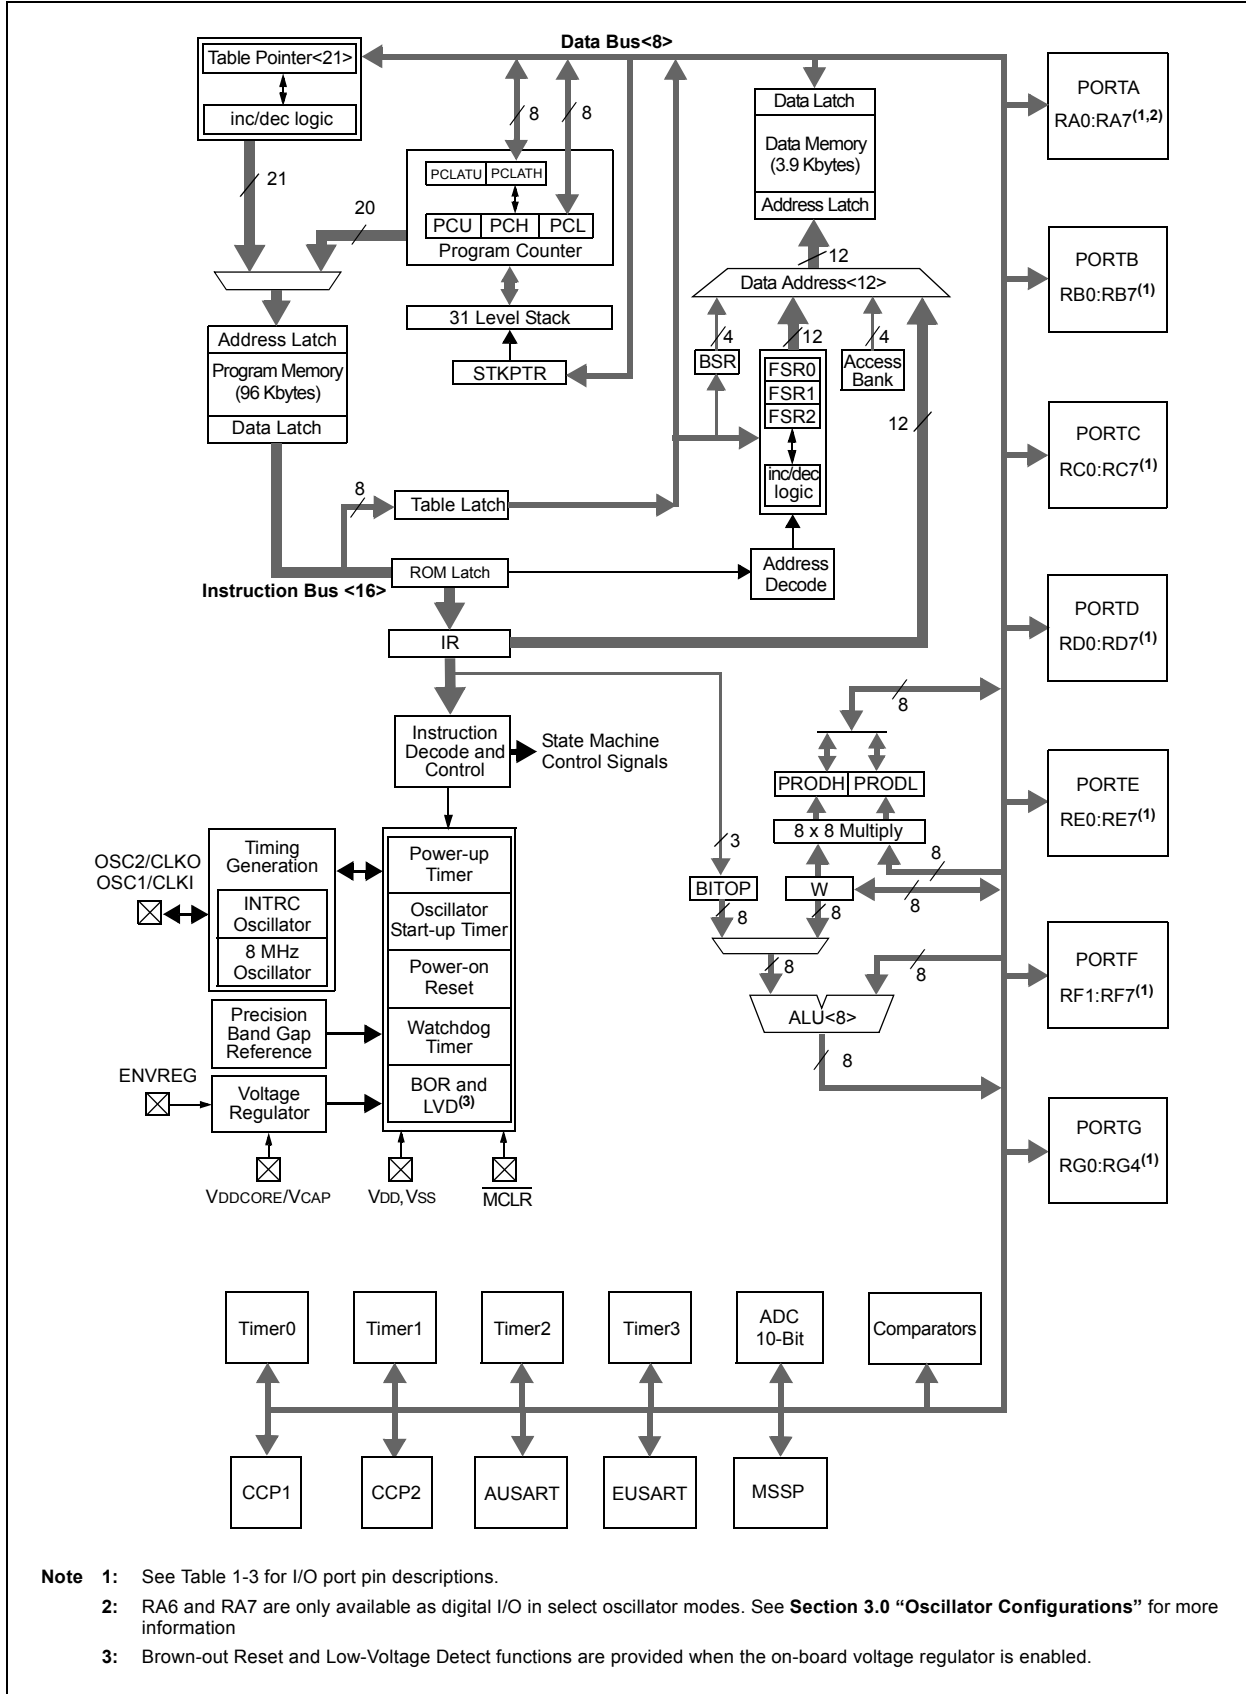 Data Bus<8>
Table Pointer<21>
inc/dec logic
21
20
8
8
PCLATU PCLATH
PCU PCH PCL
Program Counter
31 Level Stack
STKPTR
Address Latch
Program Memory
(96 Kbytes)
Data Latch
Data Latch
Data Memory
(3.9 Kbytes)
Address Latch
12
Data Address<12>
4
12
4
BSR
FSR0
FSR1
FSR2
inc/dec
logic
Access
Bank
12
8
Table Latch
ROM Latch
Instruction Bus <16>
Address
Decode
IR
Instruction
Decode and
Control
State Machine
Control Signals
8
PRODH PRODL
8 x 8 Multiply
3
8
BITOP
W
8
8
8
8
8
ALU<8>
8
OSC2/CLKO
OSC1/CLKI
Timing
Generation
INTRC
Oscillator
8 MHz
Oscillator
Precision
Band Gap
Reference
ENVREG
Voltage
Regulator
Power-up
Timer
Oscillator
Start-up Timer
Power-on
Reset
Watchdog
Timer
BOR and
LVD(3)
VDDCORE/VCAP
VDD, VSS
MCLR
PORTA
RA0:RA7(1,2)
PORTB
RB0:RB7(1)
PORTC
RC0:RC7(1)
PORTD
RD0:RD7(1)
PORTE
RE0:RE7(1)
PORTF
RF1:RF7(1)
PORTG
RG0:RG4(1)
Timer0
Timer1
Timer2
Timer3
ADC
10-Bit
Comparators
CCP1
CCP2
AUSART
EUSART
MSSP
Note 1: See Table 1-3 for I/O port pin descriptions.
2: RA6 and RA7 are only available as digital I/O in select oscillator modes. See Section 3.0 “Oscillator Configurations” for more
information
3: Brown-out Reset and Low-Voltage Detect functions are provided when the on-board voltage regulator is enabled.